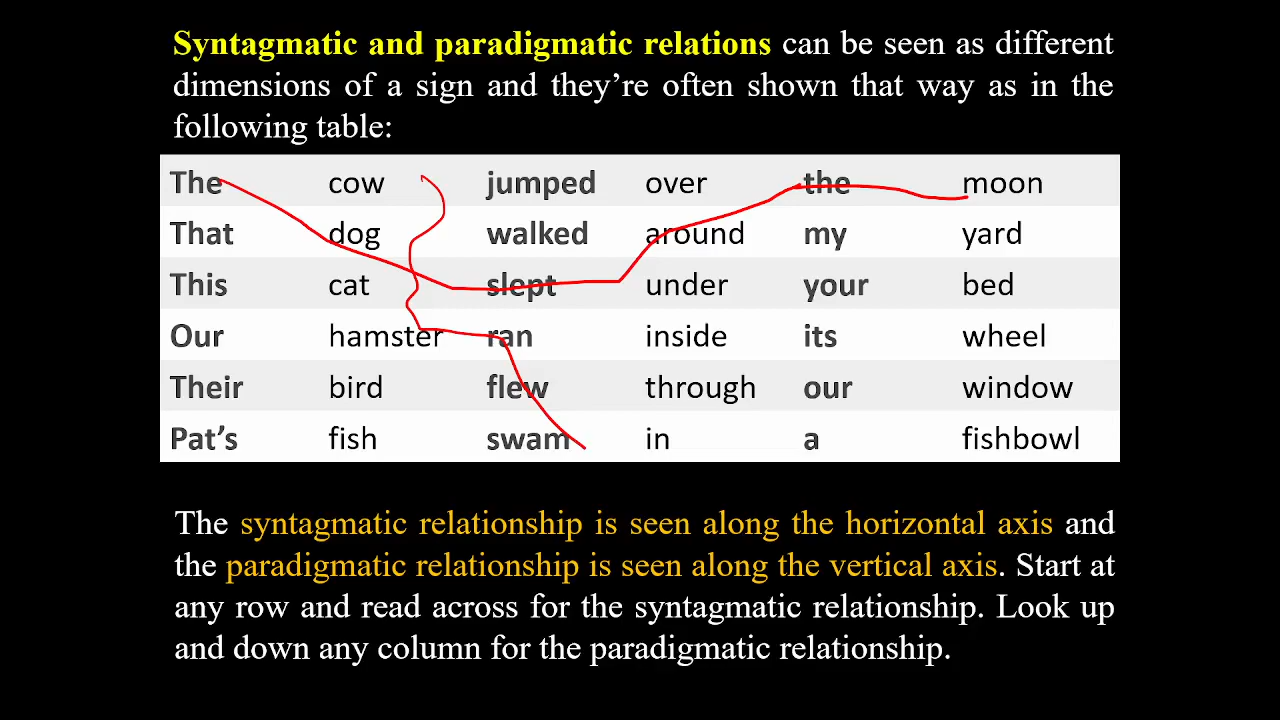 Syntagmatic and paradigmatic relations can be seen as different
dimensions of a sign and they're often shown that way as in the
following table:
The cow jumped over the moon
That dog walked around my yard
This cat slept under your bed
Our hamster ran inside its wheel
Their bird flew through our window
Pat's fish swam in a fishbowl
The syntagmatic relationship is seen along the horizontal axis and
the paradigmatic relationship is seen along the vertical axis. Start at
any row and read across for the syntagmatic relationship. Look up
and down any column for the paradigmatic relationship.